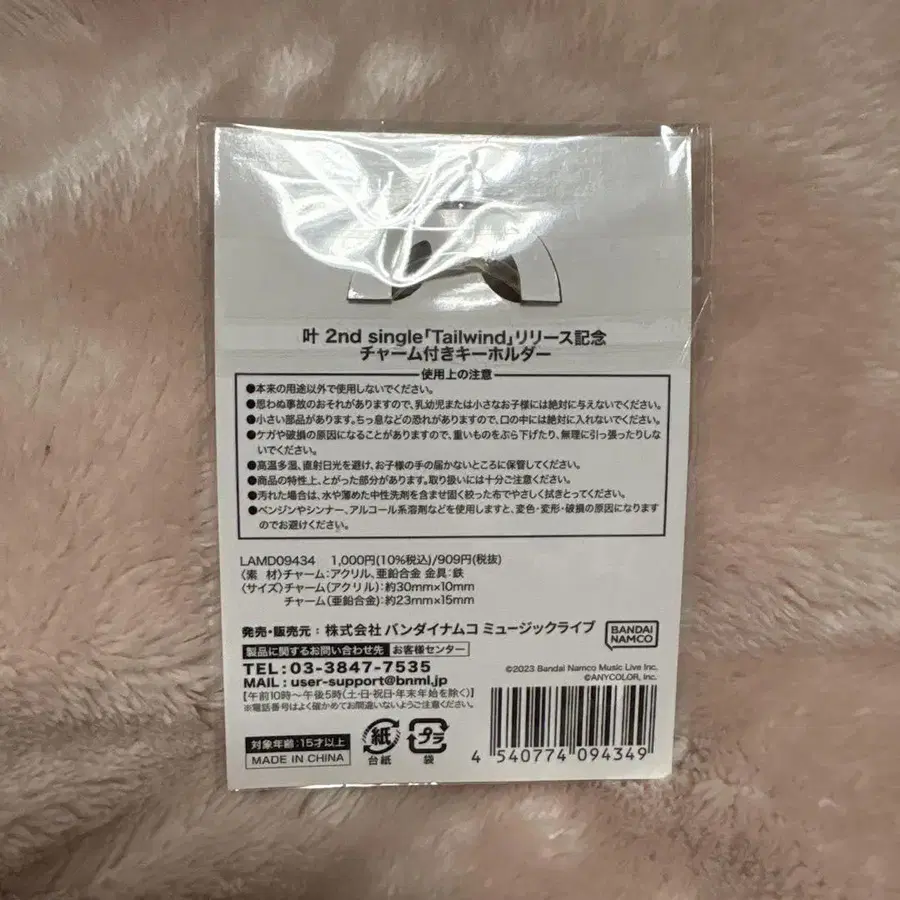 叶 2nd single「Tailwind」リリース記念
チャーム付きキーホルダー
使用上の注意
●本来の用途以外で使用しないでください。
●思わぬ事故のおそれがありますので、乳幼児または小さなお子様には絶対に与えないでください。
●小さい部品があります。ちっ息などの恐れがありますので、口の中には絶対に入れないでください。
●ケガや破損の原因になることがありますので、重いものをぶら下げたり、無理に引っ張ったりしな
いでください。
●高温多湿、直射日光を避け、お子様の手の届かないところに保管してください。
●商品の特性上、とがった部分があります。取り扱いには十分ご注意ください。
●汚れた場合は、水や薄めた中性洗剤を含ませ固く絞った布でやさしく拭きとってください。
●ベンジンやシンナー、アルコール系溶剤などを使用しますと、変色・変形・破損の原因になります
のでお避けください。
LAMD09434 1,000円(10%税込)/909円(税抜)
〈素 材〉チャーム:アクリル、亜鉛合金 金具:鉄
〈サイズ〉チャーム(アクリル):約30mm×10mm
チャーム(亜鉛合金):約23mm×15mm
発売・販売元:株式会社 バンダイナムコ ミュージックライブ
BANDAI
NAMCO
製品に関するお問い合わせ先 お客様センター
TEL:03-3847-7535
MAIL:user-support@bnml.jp
【午前10時~午後5時(土・日・祝日・年末年始を除く)】
※電話番号はよく確かめてお間違いないようご注意ください。
©2023 Bandai Namco Music Live Inc.
©ANYCOLOR, Inc.
対象年齢:15才以上
MADE IN CHINA
紙
台紙
プラ
袋
4 540774 094349